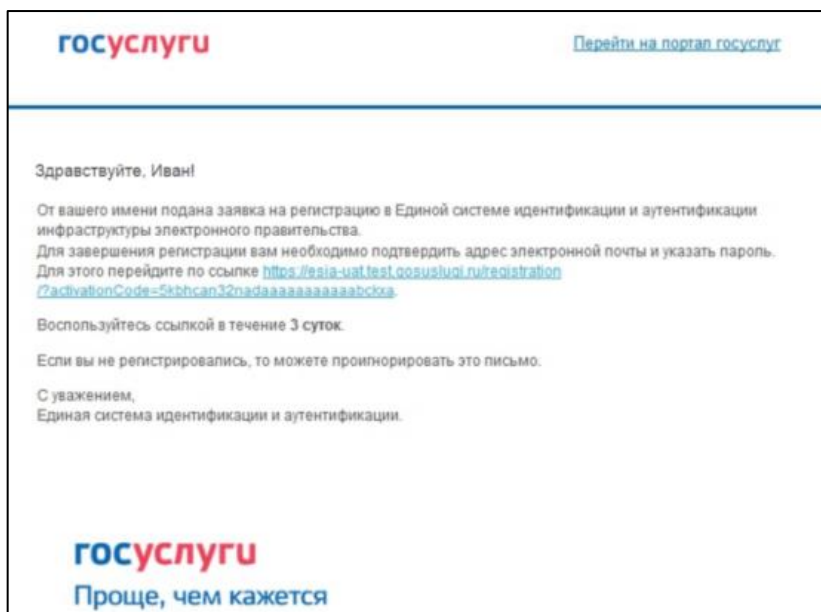 госуслуги
Перейти на портал госуслуг
Здравствуйте, Иван!
От вашего имени подана заявка на регистрацию в Единой системе идентификации и аутентификации
инфраструктуры электронного правительства.
Для завершения регистрации вам необходимо подтвердить адрес электронной почты и указать пароль.
Для этого перейдите по ссылке https://esia-uat.test.gosuslugi.ru/registration
/?activationCode=5kbhcan32nadaaaaaaaaaaabckxa.
Воспользуйтесь ссылкой в течение 3 суток.
Если вы не регистрировались, то можете проигнорировать это письмо.
С уважением,
Единая система идентификации и аутентификации.
госуслуги
Проще, чем кажется